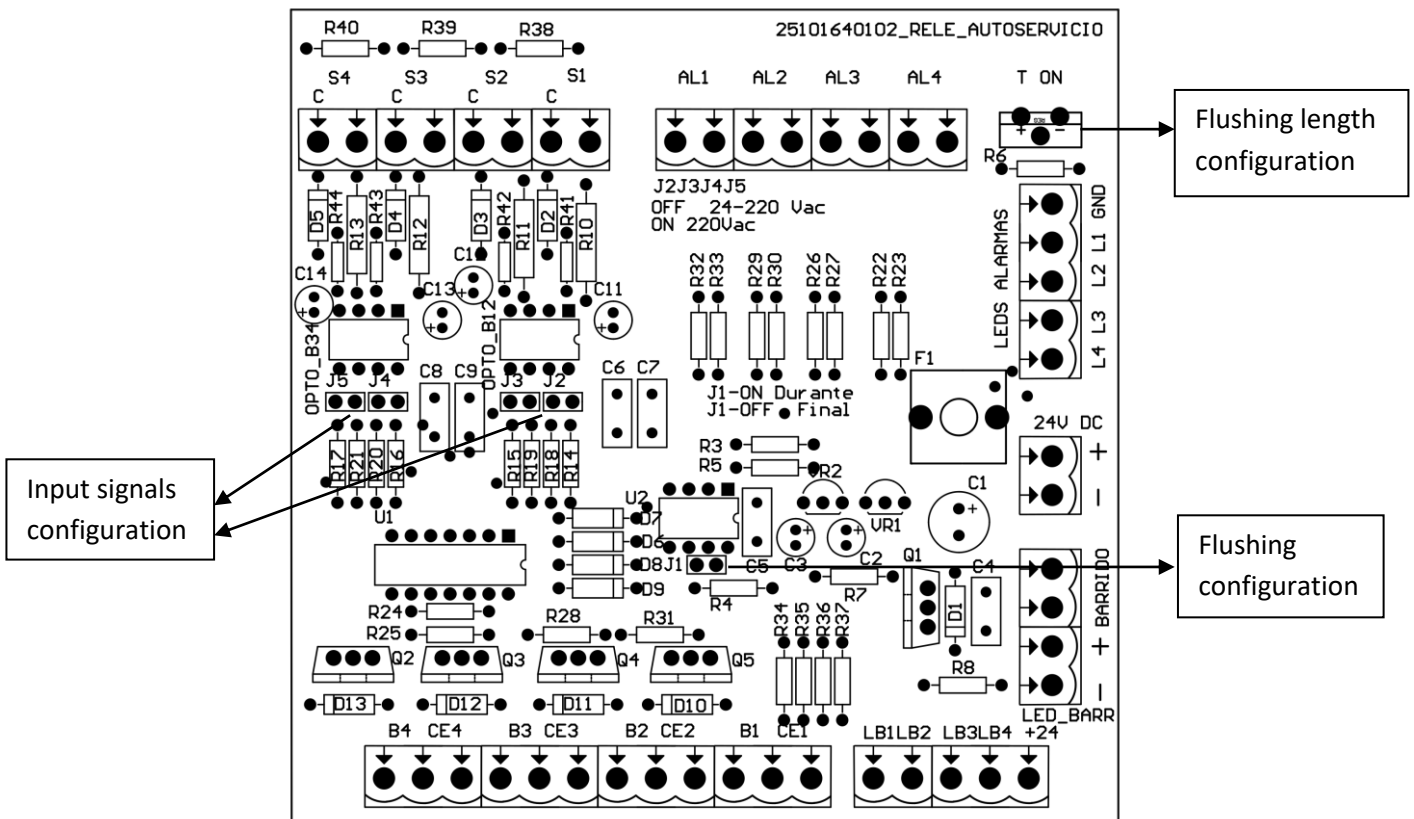 25101640102_RELE_AUTOSERVICIO
R40 R39 R38
S4 S3 S2 S1
C C C C
AL1 AL2 AL3 AL4 T ON
+ -
Flushing length
configuration
R6
J2J3J4J5
OFF 24-220 Vac
ON 220Vac
D5 R44 R13 R43 D4 R12 D3 R42 R11 D2 R41 R10
C14 C13 C11
OPTO_B34 OPTO_B12
R32 R33 R29 R30 R26 R27 R22 R23
LEDS ALARMAS
GND
L1
L2
L3
L4
F1
J5 J4 C8 C9 J3 J2 C6 C7
J1-ON Durante
J1-OFF Final
24V DC
+
-
R17 R21 R20 R16 R15 R19 R18 R14
R3
R5
VR2 VR1 C1
+
Input signals
configuration
U1 U2
D7
D6
D8
D9
J1 C5 C3 C2 Q1 C4
R4 R7 D1
BARRIDO
+
-
Flushing
configuration
R24
R25 R28 R31
R34 R35 R36 R37
Q2 Q3 Q4 Q5
R8
D13 D12 D11 D10
LED_BARR
B4 CE4 B3 CE3 B2 CE2 B1 CE1 LB1LB2 LB3LB4 +24